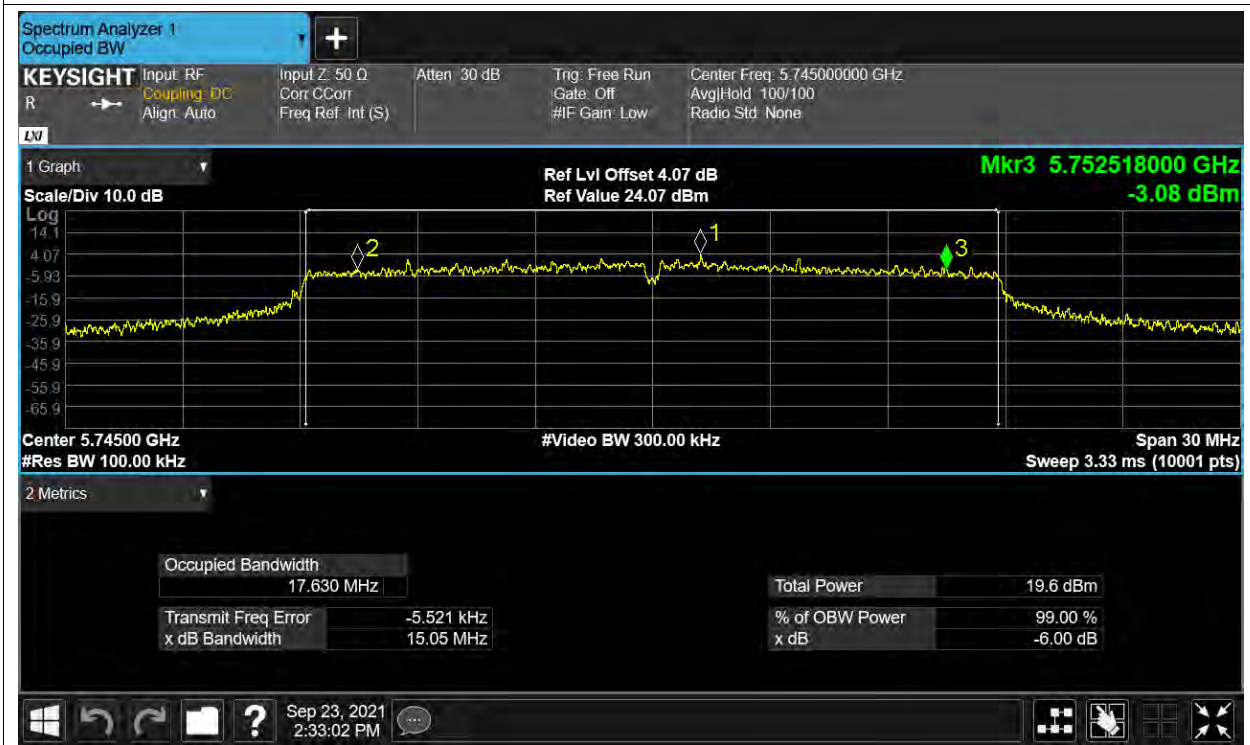 Spectrum Analyzer 1
Occupied BW
+
KEYSIGHT Input: RF Input Z: 50 Ω Atten: 30 dB Trig: Free Run Center Freq: 5.745000000 GHz
R Coupling: DC Corr CCorr Gate: Off Avg|Hold: 100/100
Align: Auto Freq Ref: Int (S) #IF Gain: Low Radio Std: None
LXI
1 Graph Ref Lvl Offset 4.07 dB Mkr3 5.752518000 GHz
Scale/Div 10.0 dB Ref Value 24.07 dBm -3.08 dBm
Log
14.1
4.07
-5.93
-15.9
-25.9
-35.9
-45.9
-55.9
-65.9
2
1
3
Center 5.74500 GHz #Video BW 300.00 kHz Span 30 MHz
#Res BW 100.00 kHz Sweep 3.33 ms (10001 pts)
2 Metrics
Occupied Bandwidth
17.630 MHz Total Power 19.6 dBm
Transmit Freq Error -5.521 kHz % of OBW Power 99.00 %
x dB Bandwidth 15.05 MHz x dB -6.00 dB
? Sep 23, 2021
2:33:02 PM